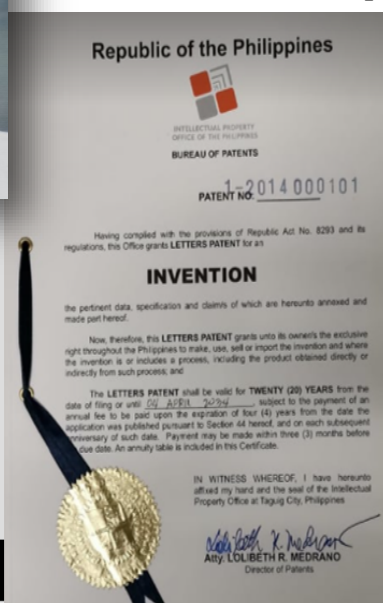 Republic of the Philippines
INTELLECTUAL PROPERTY
OFFICE OF THE PHILIPPINES
BUREAU OF PATENTS
PATENT NO. 1-2014000101
Having complied with the provisions of Republic Act No. 8293 and its
regulations, this Office grants LETTERS PATENT for an
INVENTION
the pertinent data, specification and claim/s of which are hereunto annexed and
made part hereof.
Now, therefore, this LETTERS PATENT grants unto its owner/s the exclusive
right throughout the Philippines to make, use, sell or import the invention and where
the invention is or includes a process, including the product obtained directly or
indirectly from such process; and
The LETTERS PATENT shall be valid for TWENTY (20) YEARS from the
date of filing or until 04 APRIL 2034, subject to the payment of an
annual fee to be paid upon the expiration of four (4) years from the date the
application was published pursuant to Section 44 hereof, and on each subsequent
anniversary of such date. Payment may be made within three (3) months before
due date. An annuity table is included in this Certificate.
IN WITNESS WHEREOF, I have hereunto
affixed my hand and the seal of the Intellectual
Property Office at Taguig City, Philippines
Atty. LOLIBETH R. MEDRANO
Director of Patents